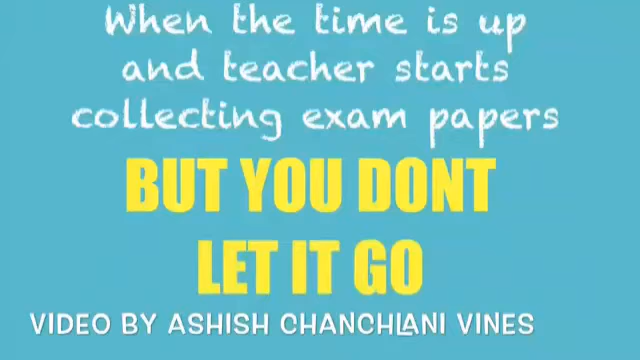 When the time is up
and teacher starts
collecting exam papers
BUT YOU DONT
LET IT GO
VIDEO BY ASHISH CHANCHLANI VINES